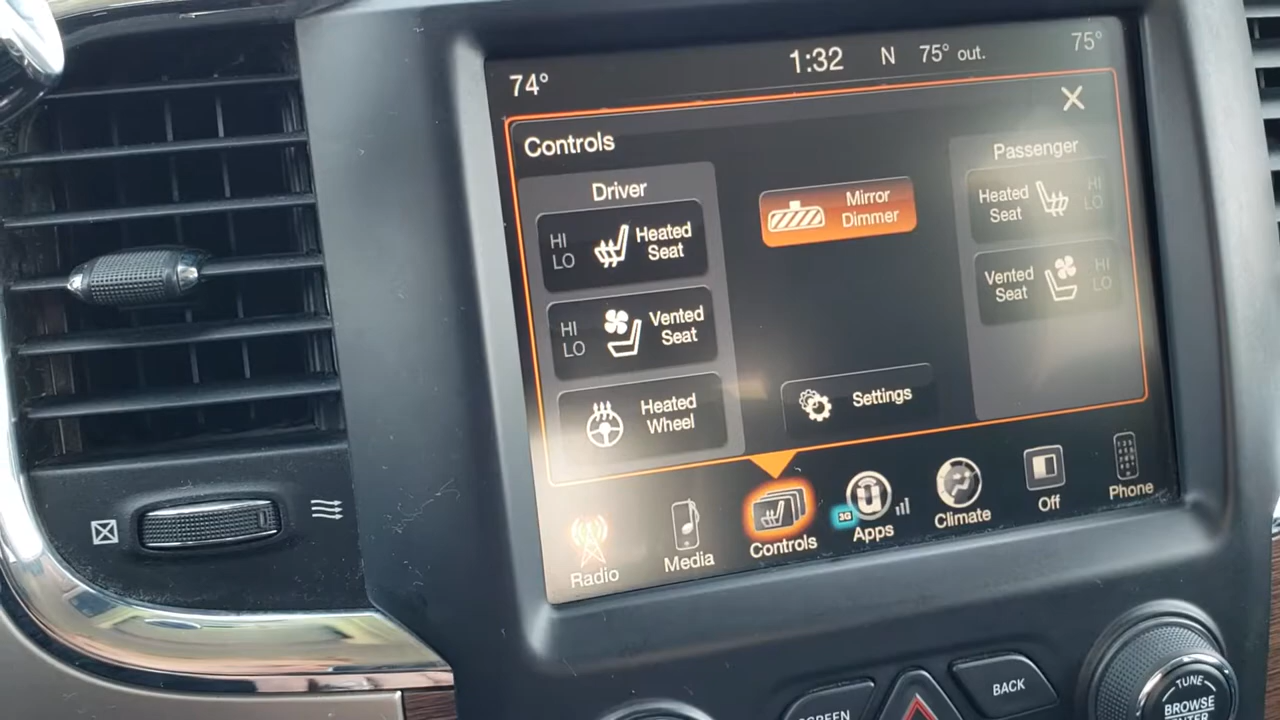 74°
1:32 N 75° out. 75°
Controls
Driver
HI
LO
Heated
Seat
HI
LO
Vented
Seat
Heated
Wheel
Mirror
Dimmer
Settings
Passenger
Heated
Seat
HI
LO
Vented
Seat
HI
LO
Radio
Media
Controls
3G
Apps
Climate
Off
Phone
BACK
TUNE
BROWSE